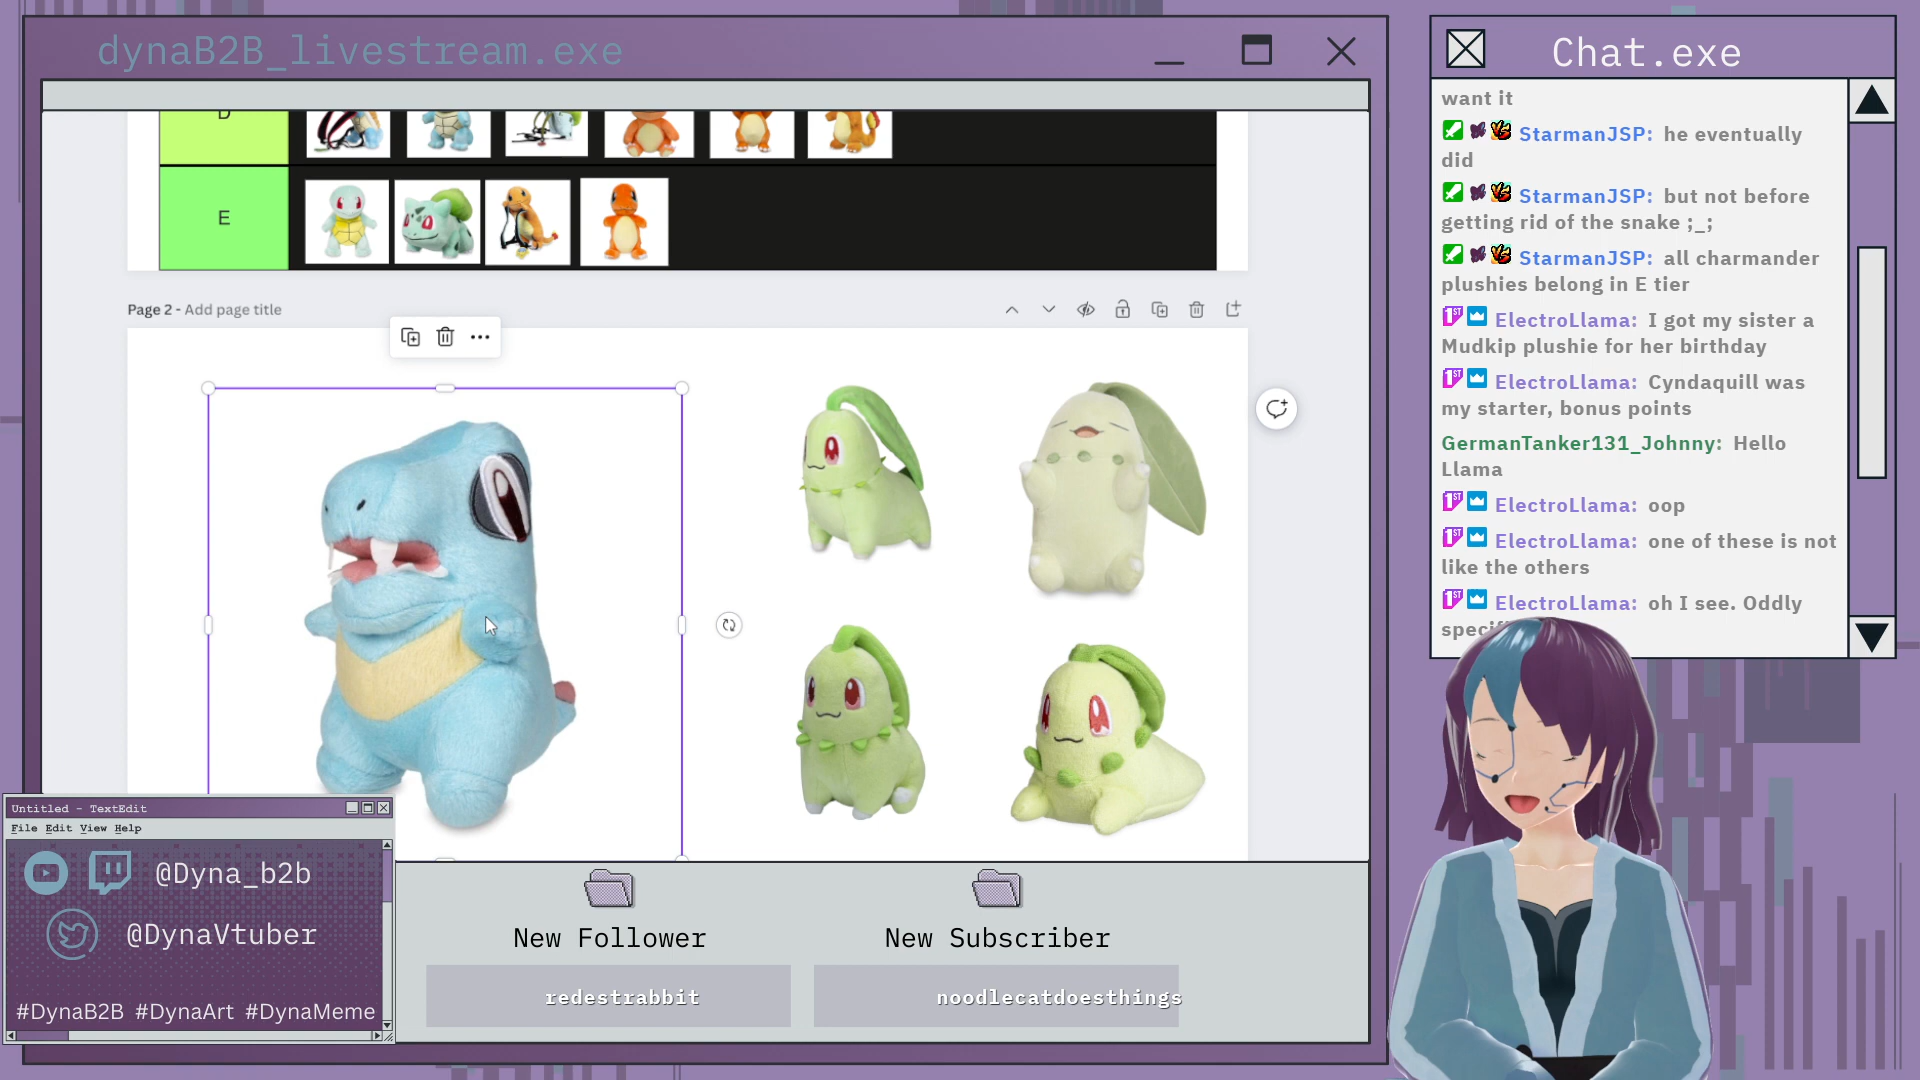 dynaB2B_livestream.exe
D
E
Page 2 - Add page title
Chat.exe
want it
StarmanJSP: he eventually
did
StarmanJSP: but not before
getting rid of the snake ;_;
StarmanJSP: all charmander
plushies belong in E tier
ElectroLlama: I got my sister a
Mudkip plushie for her birthday
ElectroLlama: Cyndaquill was
my starter, bonus points
GermanTanker131_Johnny: Hello
Llama
ElectroLlama: oop
ElectroLlama: one of these is not
like the others
ElectroLlama: oh I see. Oddly
Untitled - TextEdit
File Edit View Help
@Dyna_b2b
@DynaVtuber
#DynaB2B #DynaArt #DynaMeme
New Follower
redestrabbit
New Subscriber
noodlecatdoesthings